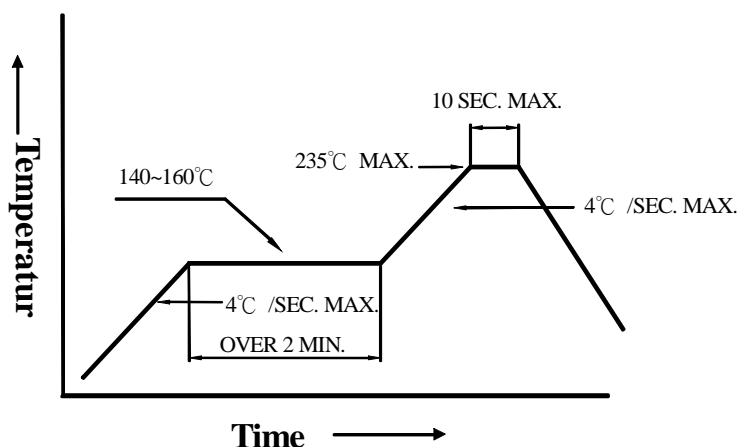 10 SEC. MAX.
235℃ MAX.
140~160℃
4℃ /SEC. MAX.
4℃ /SEC. MAX.
OVER 2 MIN.
Temperatur
Time